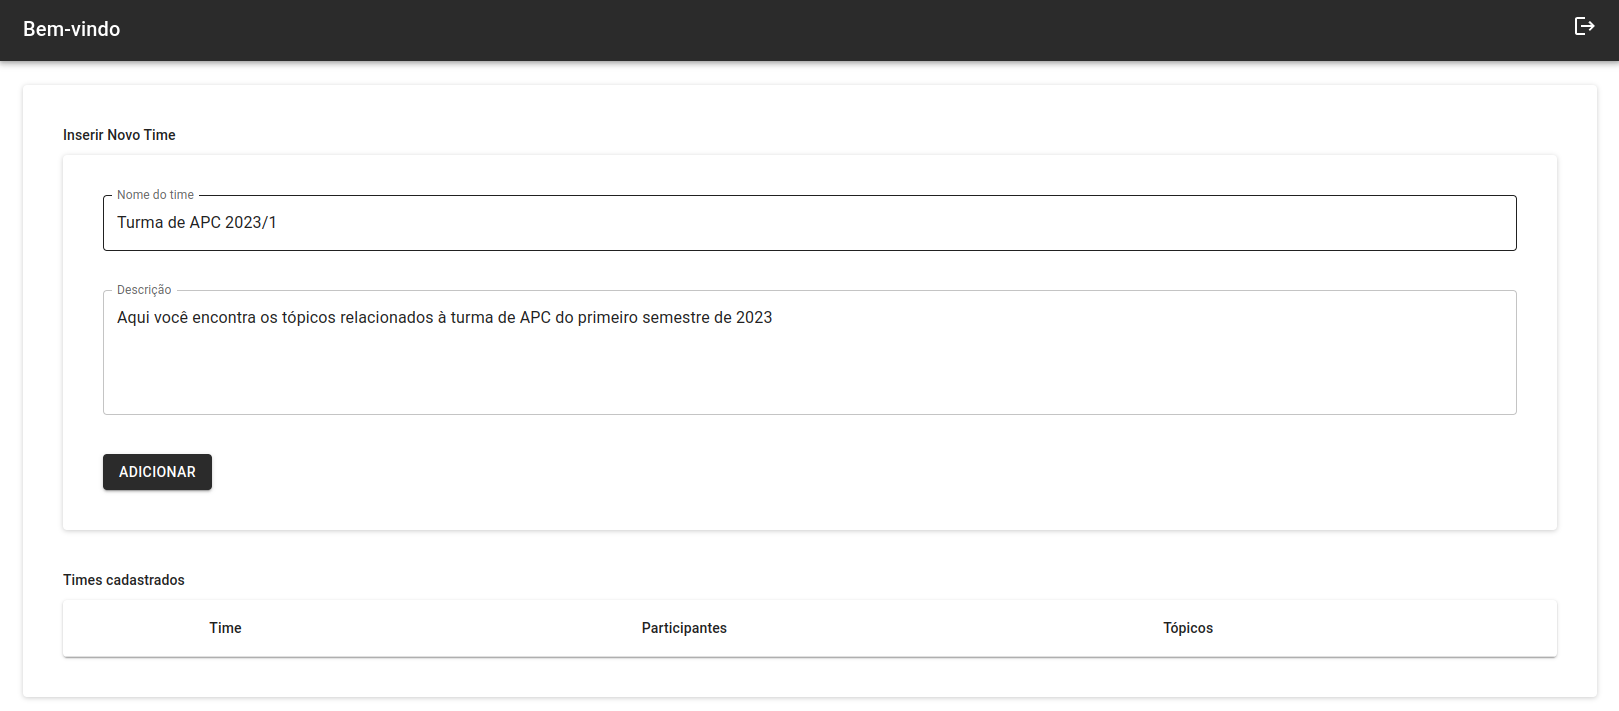 Bem-vindo
Inserir Novo Time
Nome do time
Turma de APC 2023/1
Descrição
Aqui você encontra os tópicos relacionados à turma de APC do primeiro semestre de 2023
ADICIONAR
Times cadastrados
Time Participantes Tópicos